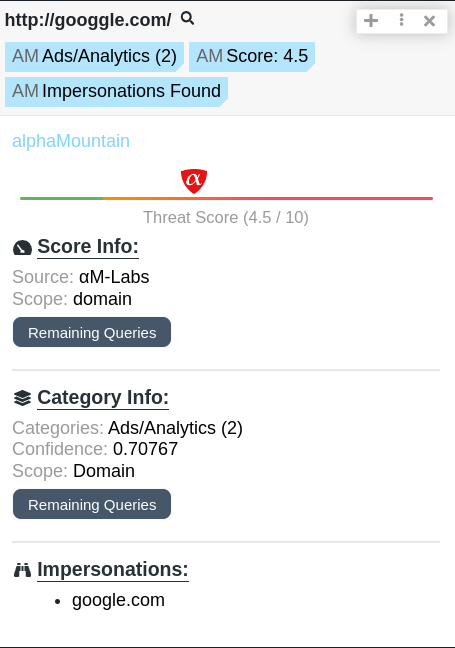 http://googgle.com/
AM Ads/Analytics (2) AM Score: 4.5
AM Impersonations Found
alphaMountain
α
Threat Score (4.5 / 10)
Score Info:
Source: αM-Labs
Scope: domain
Remaining Queries
Category Info:
Categories: Ads/Analytics (2)
Confidence: 0.70767
Scope: Domain
Remaining Queries
Impersonations:
• google.com